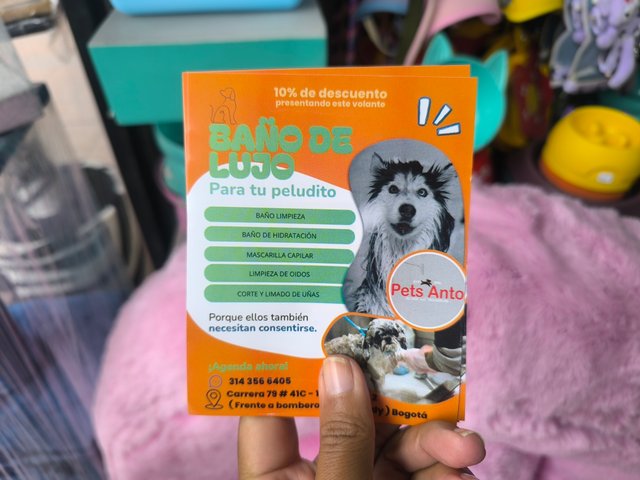 10% de descuento
presentando este volante
BAÑO DE
LUJO
Para tu peludito
BAÑO LIMPIEZA
BAÑO DE HIDRATACIÓN
MASCARILLA CAPILAR
LIMPIEZA DE OIDOS
CORTE Y LIMADO DE UÑAS
Pets Anto
Porque ellos también
necesitan consentirse.
¡Agenda ahora!
314 356 6405
Carrera 79 # 41C -
( Frente a bombero ) Bogotá